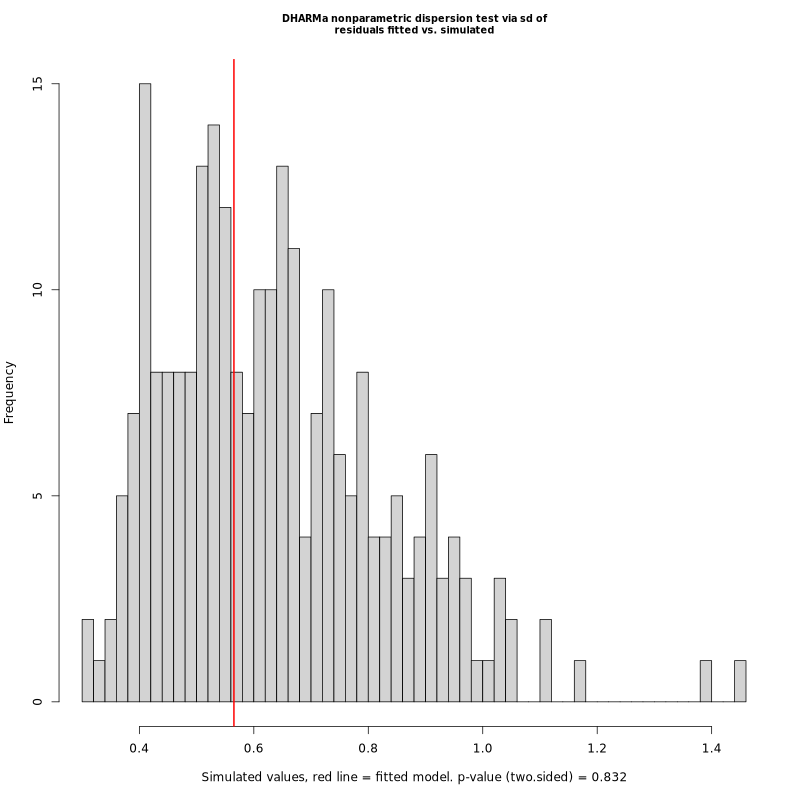 DHARMa nonparametric dispersion test via sd of
residuals fitted vs. simulated
Frequency
15
10
5
0
0.4 0.6 0.8 1.0 1.2 1.4
Simulated values, red line = fitted model. p-value (two.sided) = 0.832